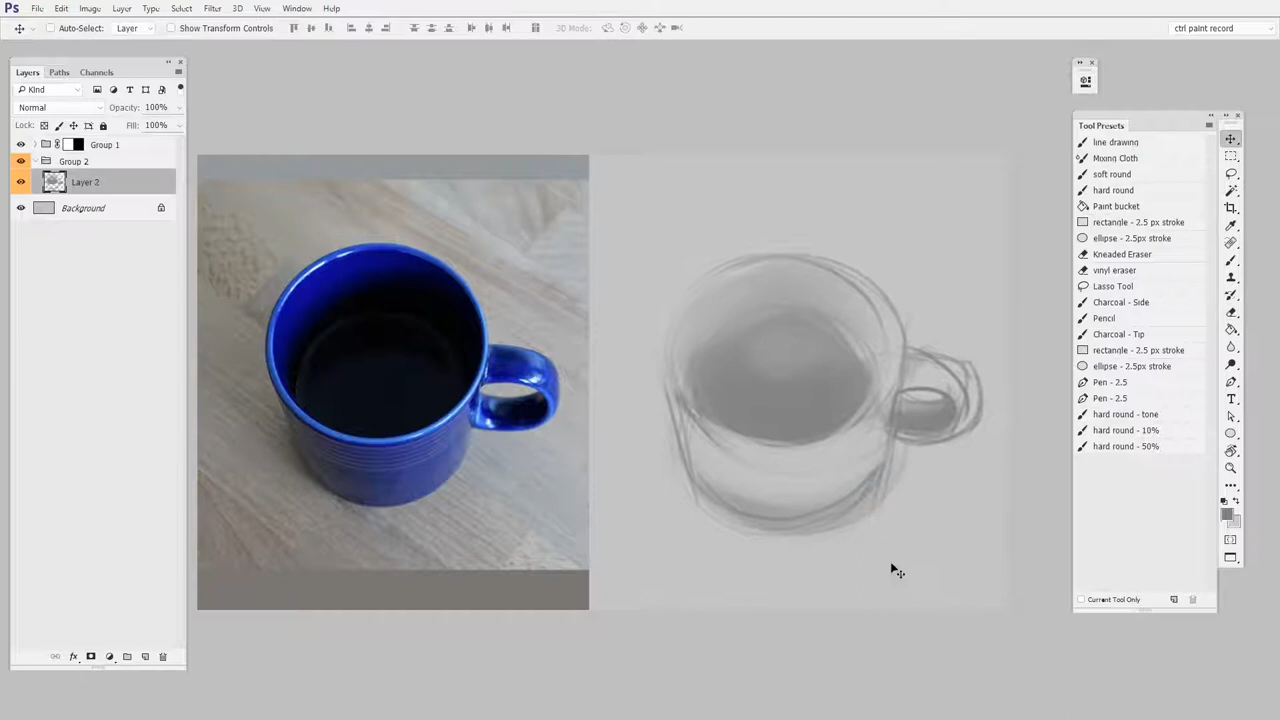 Ps File Edit Image Layer Type Select Filter 3D View Window Help
Auto-Select: Layer Show Transform Controls 3D Mode: ctrl paint record
Layers Paths Channels
Kind
Normal Opacity: 100%
Lock: Fill: 100%
Group 1
Group 2
Layer 2
Background
fx
Tool Presets
line drawing
Mixing Cloth
soft round
hard round
Paint bucket
rectangle - 2.5 px stroke
ellipse - 2.5px stroke
Kneaded Eraser
vinyl eraser
Lasso Tool
Charcoal - Side
Pencil
Charcoal - Tip
rectangle - 2.5 px stroke
ellipse - 2.5px stroke
Pen - 2.5
Pen - 2.5
hard round - tone
hard round - 10%
hard round - 50%
Current Tool Only